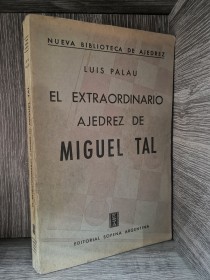 NUEVA BIBLIOTECA DE AJEDREZ
LUIS PALAU
EL EXTRAORDINARIO
AJEDREZ DE
MIGUEL TAL
EDITORIAL SOPENA ARGENTINA